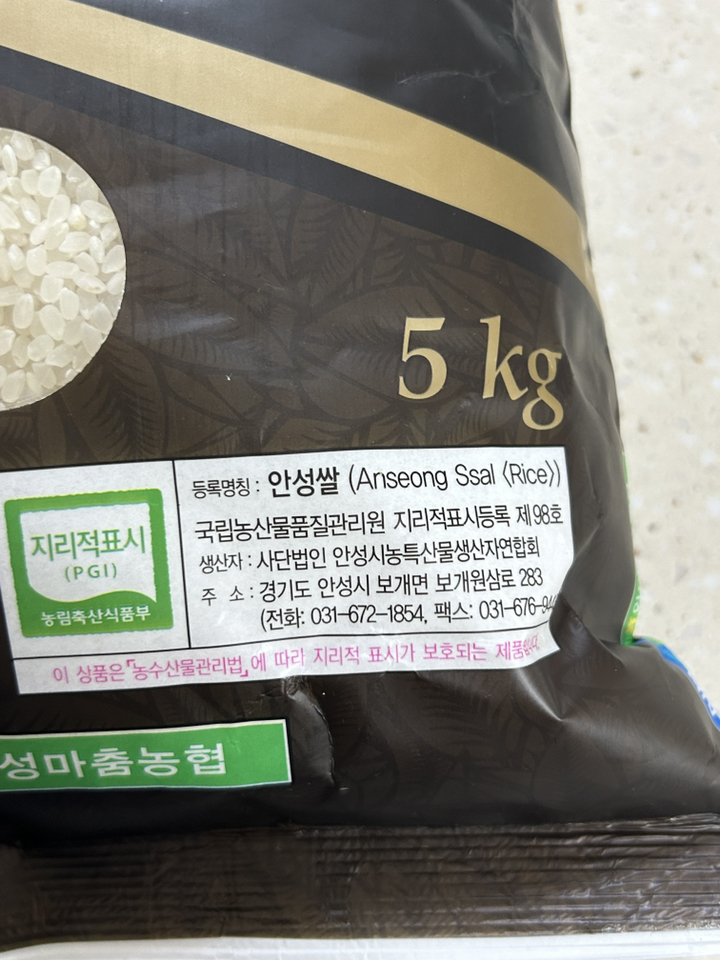 5 kg
등록명칭 : 안성쌀 (Anseong Ssal 〈Rice〉)
국립농산물품질관리원 지리적표시등록 제98호
생산자 : 사단법인 안성시농특산물생산자연합회
주 소 : 경기도 안성시 보개면 보개원삼로 283
(전화: 031-672-1854, 팩스: 031-676-94
지리적표시
(PGI)
농림축산식품부
이 상품은 「농수산물관리법」에 따라 지리적 표시가 보호되는 제품입니다.
성마춤농협